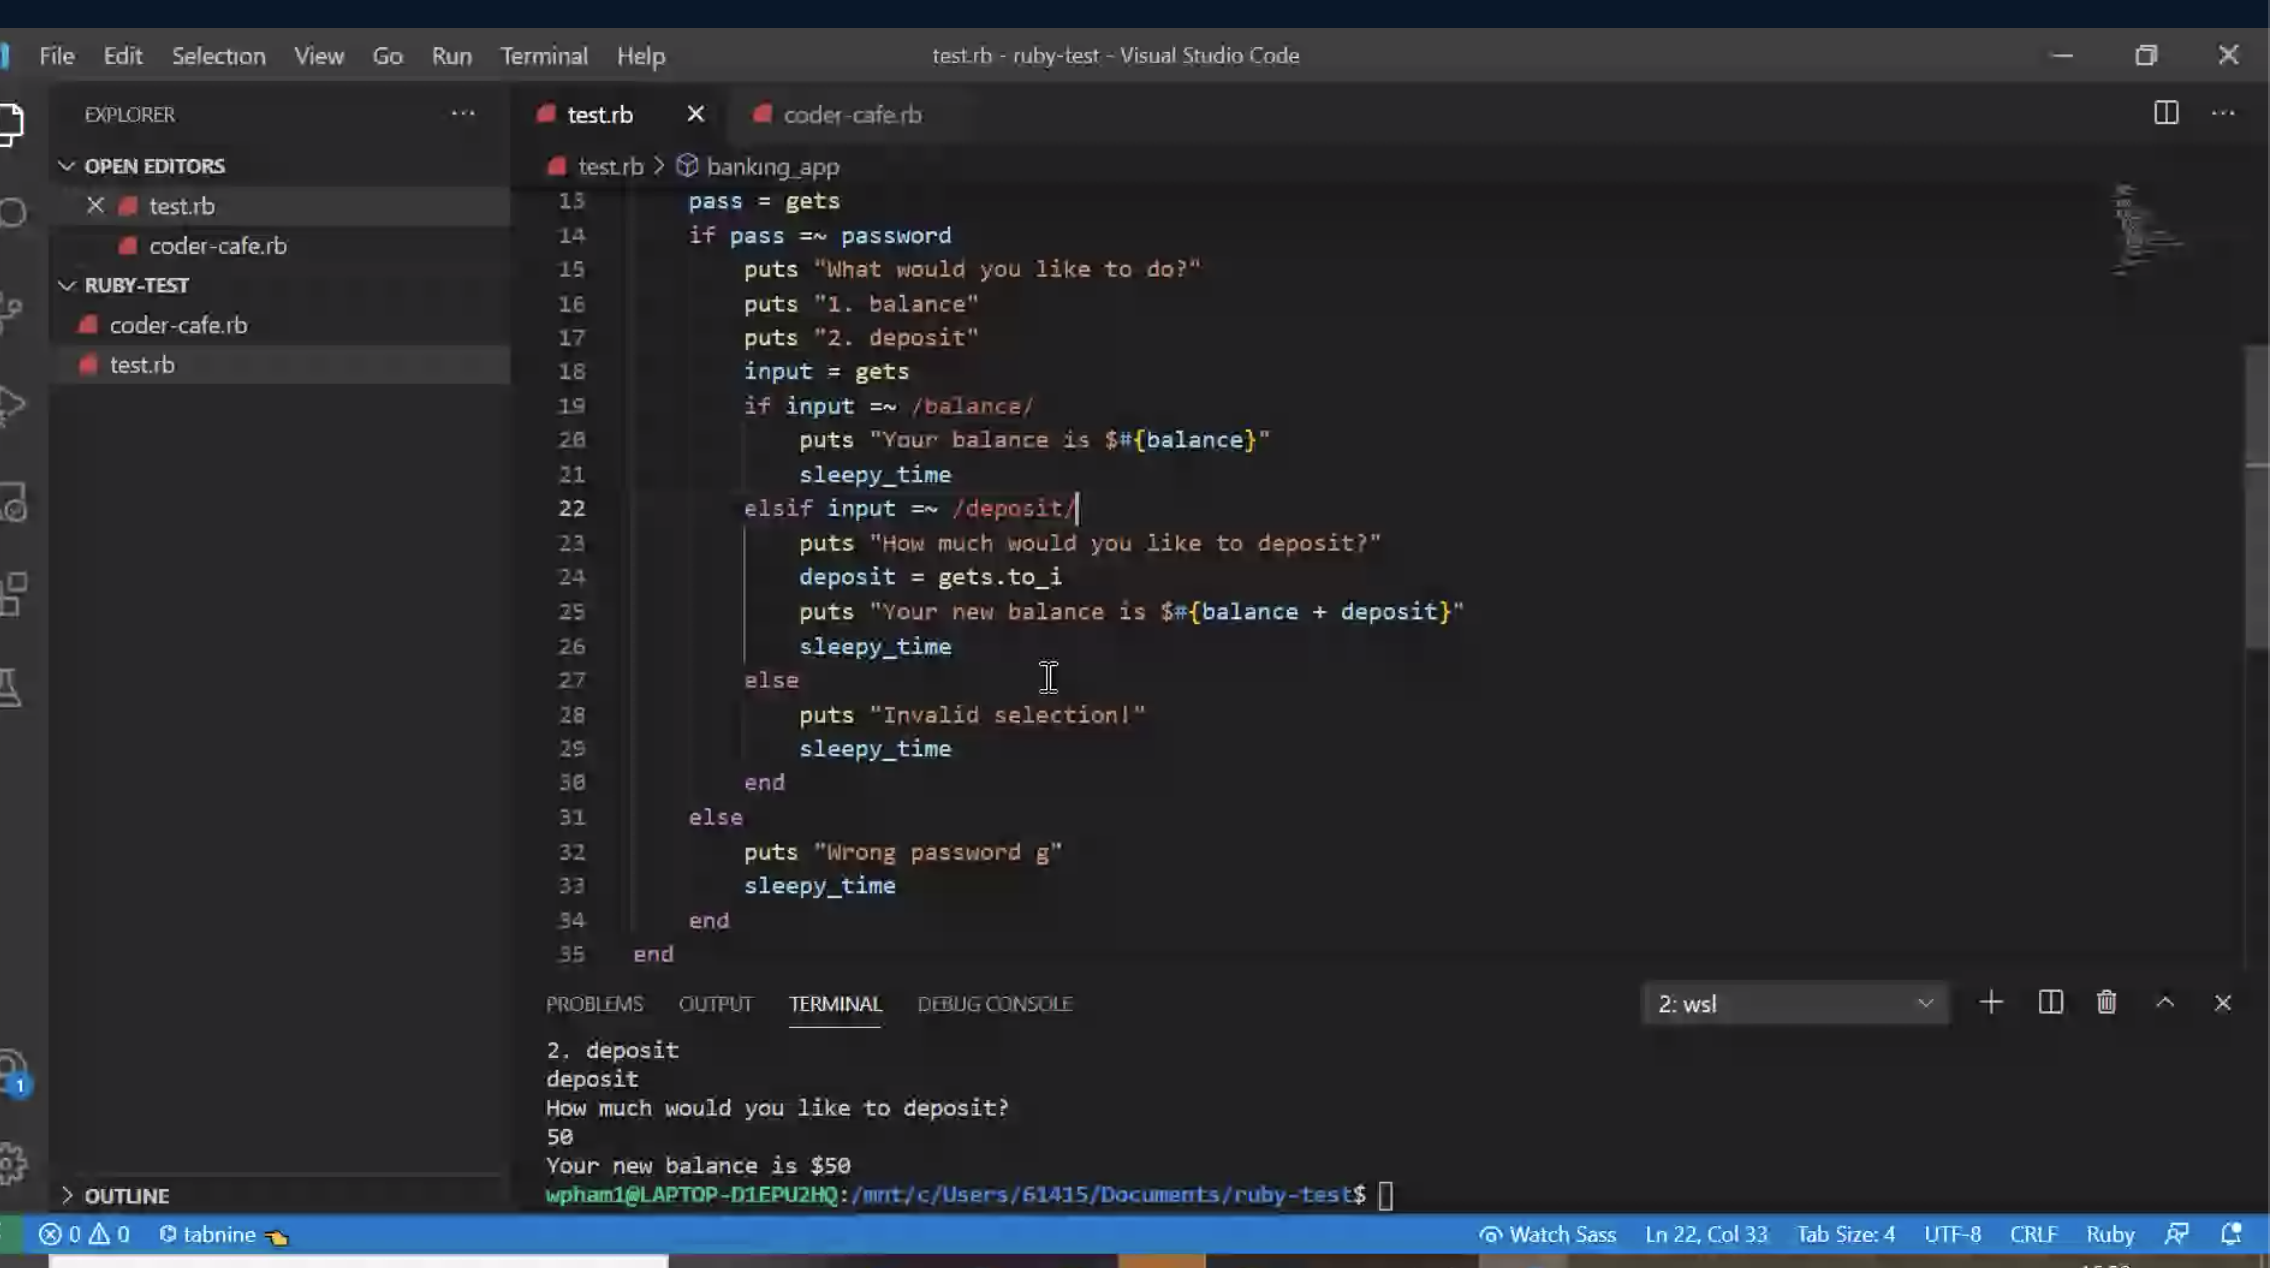 File Edit Selection View Go Run Terminal Help test.rb - ruby-test - Visual Studio Code
EXPLORER
OPEN EDITORS
test.rb
coder-cafe.rb
RUBY-TEST
coder-cafe.rb
test.rb
OUTLINE
test.rb coder-cafe.rb
test.rb > banking_app
13 pass = gets
14 if pass =~ password
15 puts "What would you like to do?"
16 puts "1. balance"
17 puts "2. deposit"
18 input = gets
19 if input =~ /balance/
20 puts "Your balance is $#{balance}"
21 sleepy_time
22 elsif input =~ /deposit/
23 puts "How much would you like to deposit?"
24 deposit = gets.to_i
25 puts "Your new balance is $#{balance + deposit}"
26 sleepy_time
27 else
28 puts "Invalid selection!"
29 sleepy_time
30 end
31 else
32 puts "Wrong password g"
33 sleepy_time
34 end
35 end
PROBLEMS OUTPUT TERMINAL DEBUG CONSOLE 2: wsl
2. deposit
deposit
How much would you like to deposit?
50
Your new balance is $50
wpham1@LAPTOP-D1EPU2HQ:/mnt/c/Users/61415/Documents/ruby-test$
1
0 0 tabnine Watch Sass Ln 22, Col 33 Tab Size: 4 UTF-8 CRLF Ruby